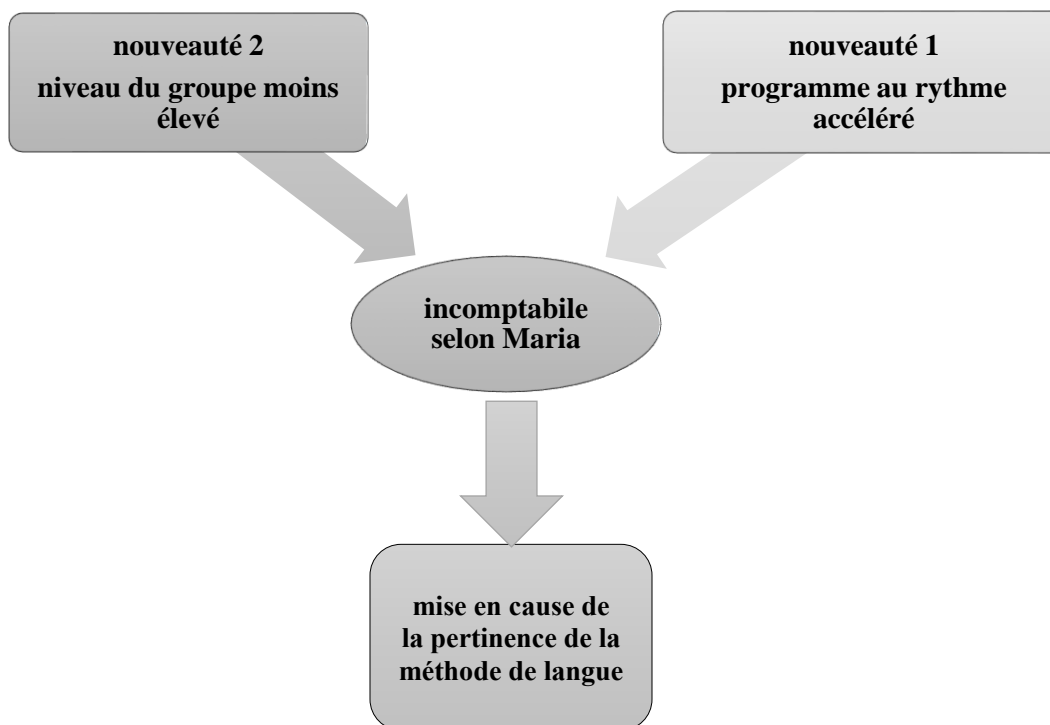 nouveauté 2
niveau du groupe moins
élevé
nouveauté 1
programme au rythme
accéléré
incomptabile
selon Maria
mise en cause de
la pertinence de la
méthode de langue